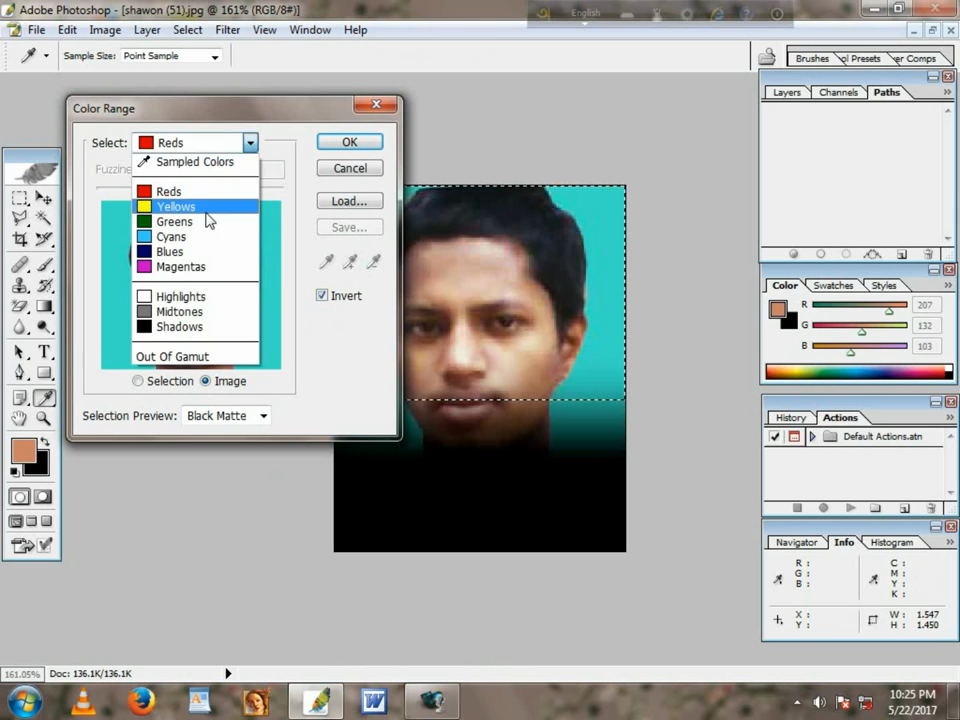 Adobe Photoshop - [shawon (51).jpg @ 161% (RGB/8#)]
English
File Edit Image Layer Select Filter View Window Help
Sample Size: Point Sample
Brushes ol Presets er Comps
Layers Channels Paths
Color Range
Select: Reds
OK
Sampled Colors
Fuzzine
Cancel
Reds
Yellows
Load...
Greens
Save...
Cyans
Blues
Magentas
Invert
Highlights
Midtones
Shadows
Out Of Gamut
Selection Image
Selection Preview: Black Matte
Color Swatches Styles
R 207
G 132
B 103
History Actions
Default Actions.atn
Navigator Info Histogram
R : C :
G : M :
B : Y :
K :
X : W : 1.547
Y : H : 1.450
161.05% Doc: 136.1K/136.1K
10:25 PM
5/22/2017